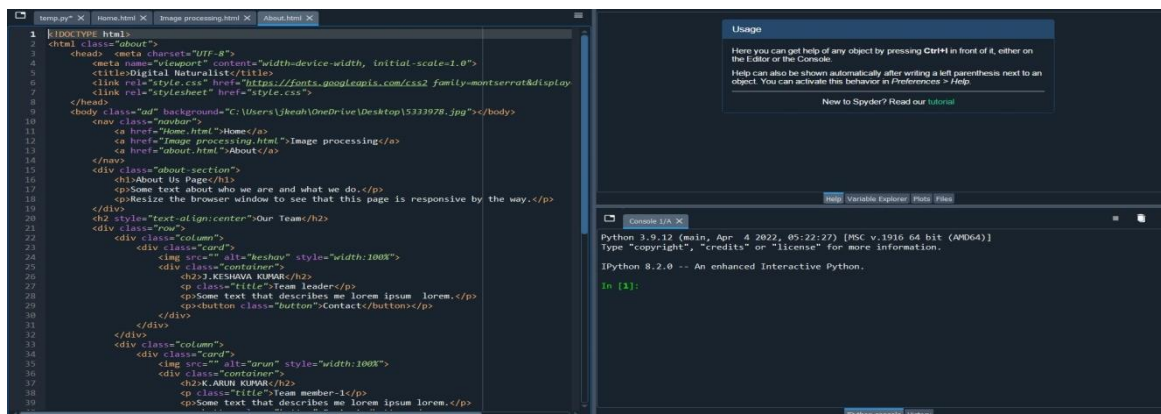 temp.py* X Home.html X Image processing.html X About.html X
1 <!DOCTYPE html>
2 <html class="about">
3 <head> <meta charset="UTF-8">
4 <meta name="viewport" content="width=device-width, initial-scale=1.0">
5 <title>Digital Naturalist</title>
6 <link rel="style.css" href="https://fonts.googleapis.com/css2 family=montserrat&display
7 <link rel="stylesheet" href="style.css">
8 </head>
9 <body class="ad" background="C:\Users\jkeah\OneDrive\Desktop\5333978.jpg"></body>
10 <nav class="navbar">
11 <a href="Home.html">Home</a>
12 <a href="Image processing.html">Image processing</a>
13 <a href="about.html">About</a>
14 </nav>
15 <div class="about-section">
16 <h1>About Us Page</h1>
17 <p>Some text about who we are and what we do.</p>
18 <p>Resize the browser window to see that this page is responsive by the way.</p>
19 </div>
20 <h2 style="text-align:center">Our Team</h2>
21 <div class="row">
22 <div class="column">
23 <div class="card">
24 <img src="" alt="keshav" style="width:100%">
25 <div class="container">
26 <h2>J.KESHAVA KUMAR</h2>
27 <p class="title">Team leader</p>
28 <p>Some text that describes me lorem ipsum lorem.</p>
29 <p><button class="button">Contact</button></p>
30 </div>
31 </div>
32 </div>
33 <div class="column">
34 <div class="card">
35 <img src="" alt="arun" style="width:100%">
36 <div class="container">
37 <h2>K.ARUN KUMAR</h2>
38 <p class="title">Team member-1</p>
39 <p>Some text that describes me lorem ipsum lorem.</p>
Usage
Here you can get help of any object by pressing Ctrl+I in front of it, either on
the Editor or the Console.
Help can also be shown automatically after writing a left parenthesis next to an
object. You can activate this behavior in Preferences > Help.
New to Spyder? Read our tutorial
Help Variable Explorer Plots Files
Console 1/A X
Python 3.9.12 (main, Apr 4 2022, 05:22:27) [MSC v.1916 64 bit (AMD64)]
Type "copyright", "credits" or "license" for more information.
IPython 8.2.0 -- An enhanced Interactive Python.
In [1]: